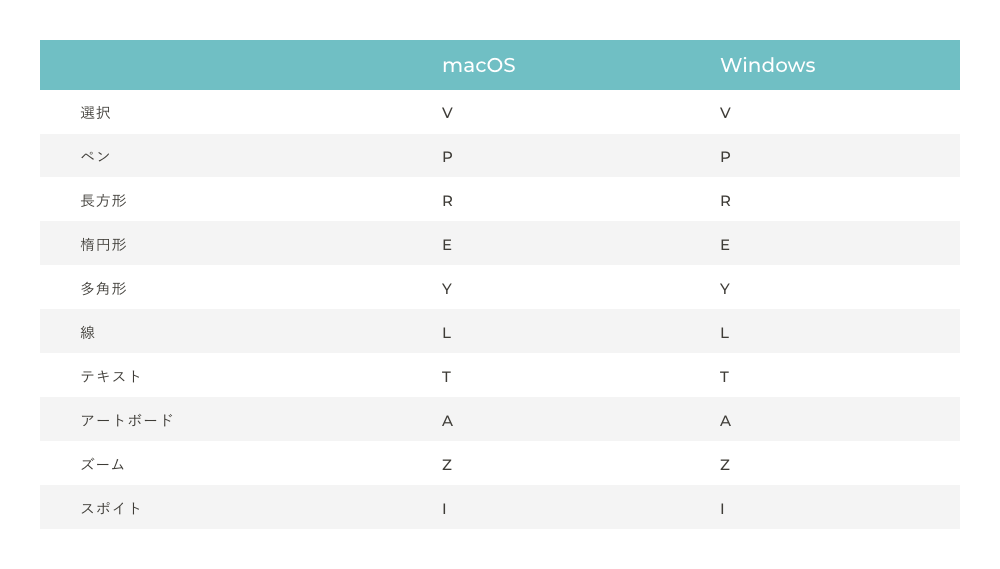 macOS Windows
選択 V V
ペン P P
長方形 R R
楕円形 E E
多角形 Y Y
線 L L
テキスト T T
アートボード A A
ズーム Z Z
スポイト I I